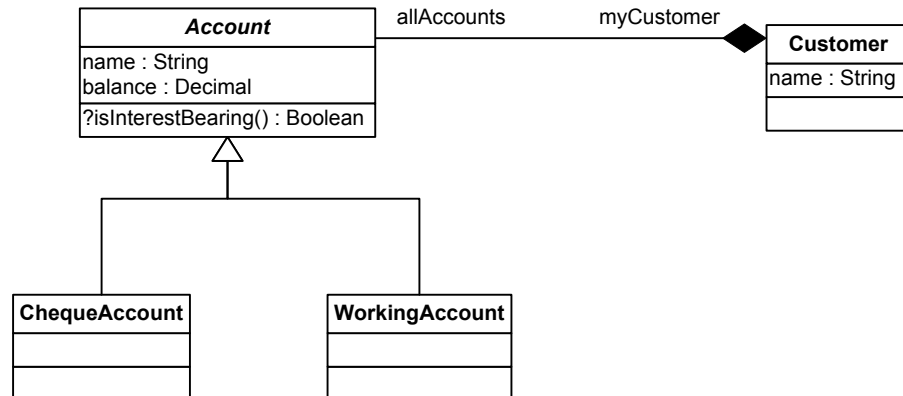 Account
name : String
balance : Decimal
?isInterestBearing() : Boolean
allAccounts
myCustomer
Customer
name : String
ChequeAccount
WorkingAccount